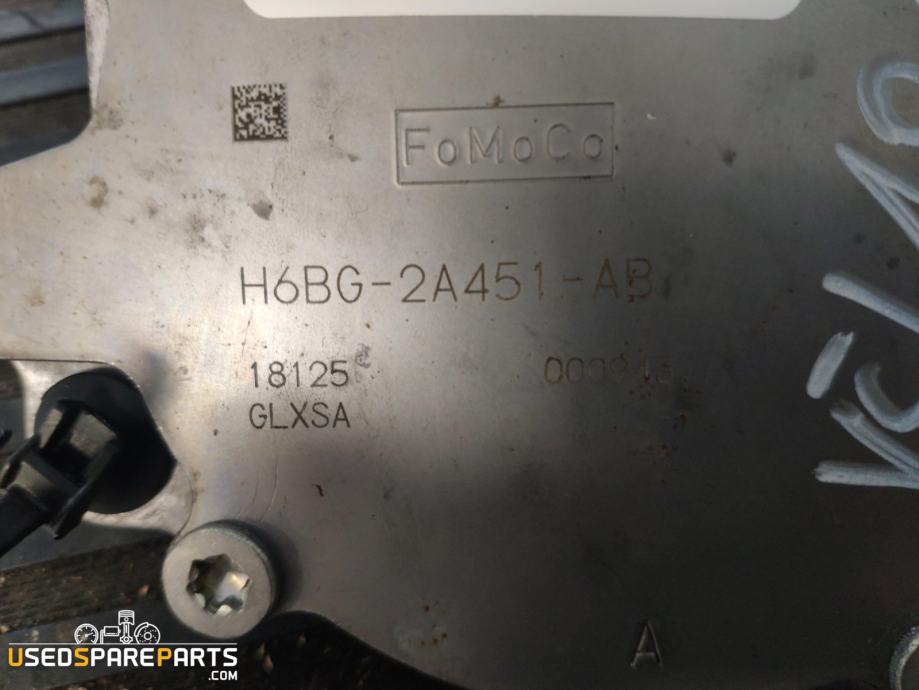 FoMoCo
H6BG-2A451-AB
18125
GLXSA
A
USEDSPAREPARTS
.COM